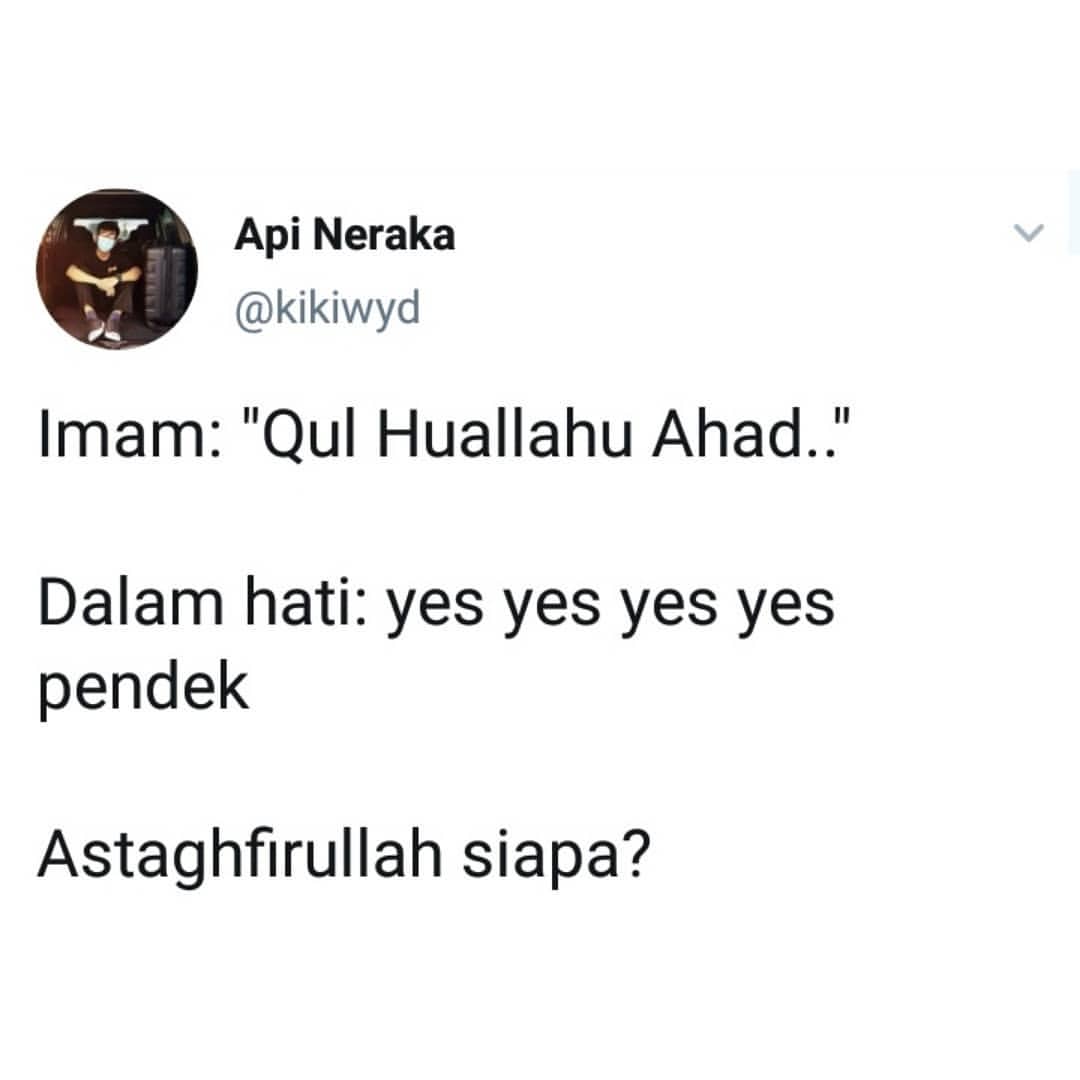 Api Neraka
@kikiwyd
Imam: "Qul Huallahu Ahad.."
Dalam hati: yes yes yes yes
pendek
Astaghfirullah siapa?